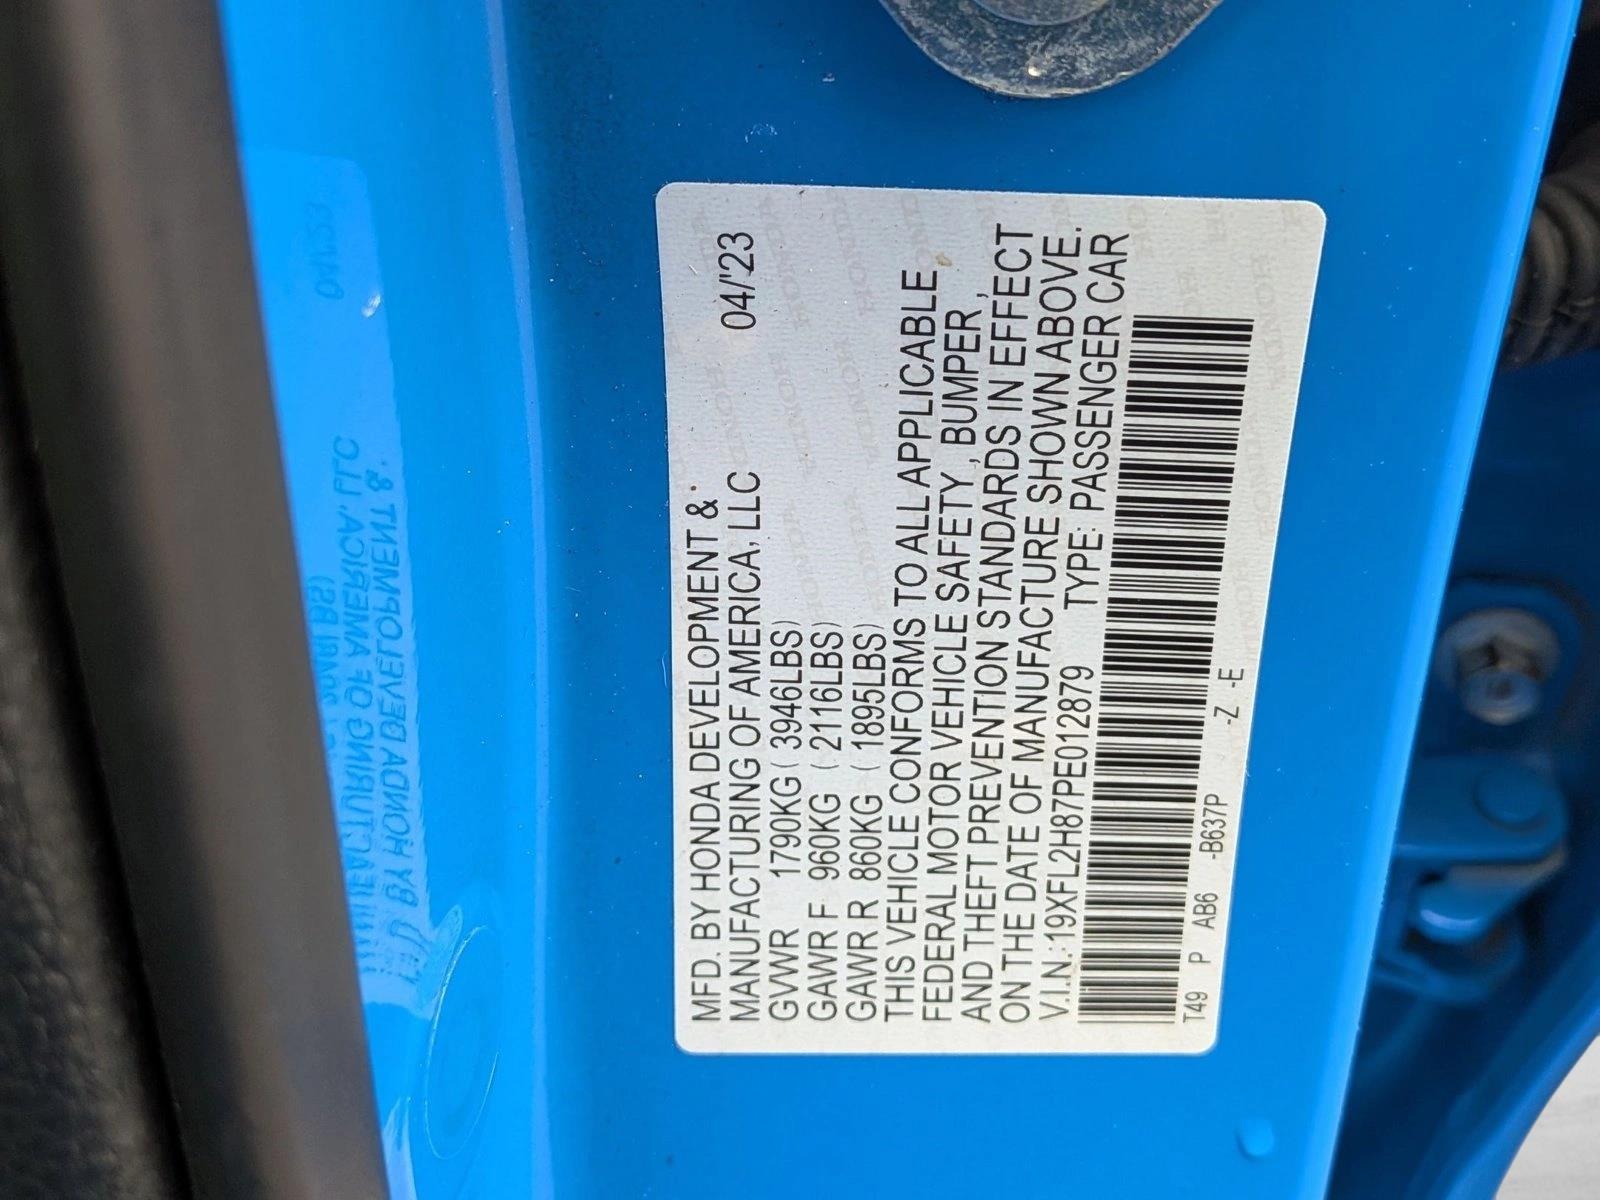 MFD. BY HONDA DEVELOPMENT &
MANUFACTURING OF AMERICA, LLC 04/'23
GVWR 1790KG ( 3946LBS)
GAWR F 960KG ( 2116LBS)
GAWR R 860KG ( 1895LBS)
THIS VEHICLE CONFORMS TO ALL APPLICABLE
FEDERAL MOTOR VEHICLE SAFETY , BUMPER ,
AND THEFT PREVENTION STANDARDS IN EFFECT
ON THE DATE OF MANUFACTURE SHOWN ABOVE.
V.I.N.: 19XFL2H87PE012879 TYPE: PASSENGER CAR
T49 P AB6 -B637P -Z -E